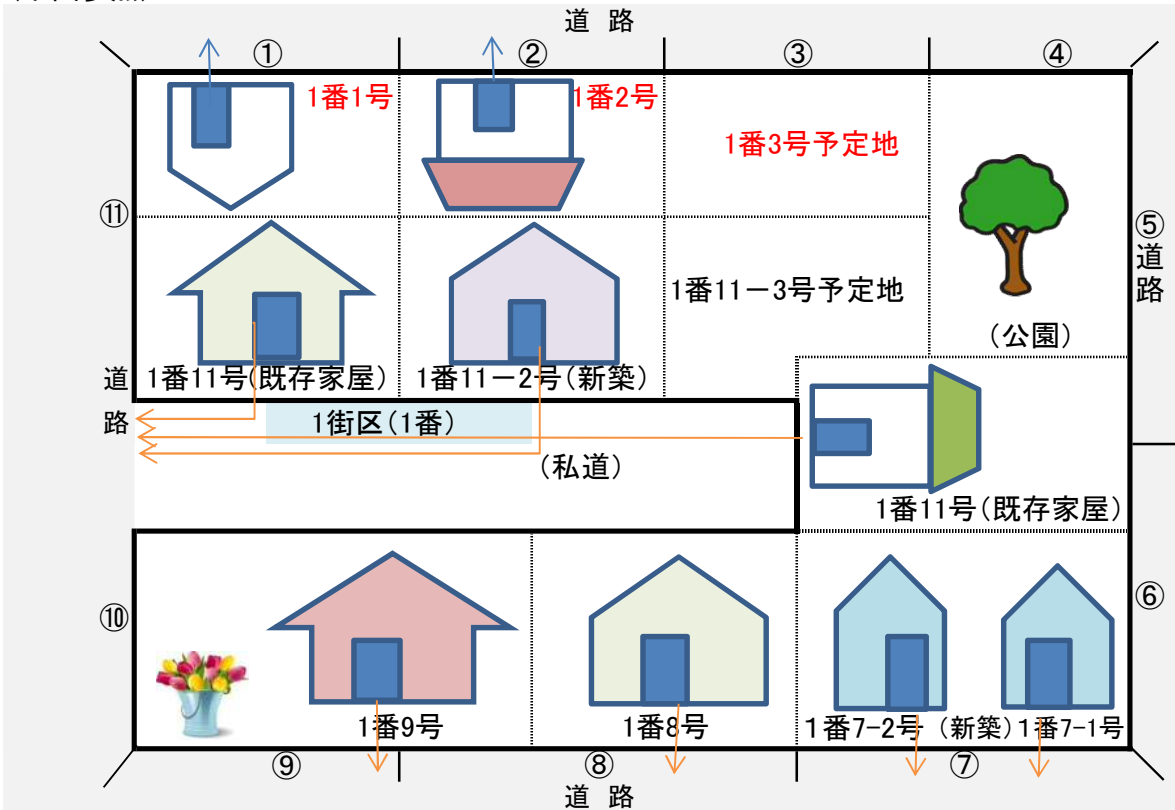 道 路
① ② ③ ④
1番1号
1番2号
1番3号予定地
⑪
⑤
道
路
1番11－3号予定地
(公園)
道
路
1番11号(既存家屋)
1番11－2号(新築)
1街区(1番)
(私道)
1番11号(既存家屋)
⑩
⑥
1番9号
1番8号
1番7-2号 (新築) 1番7-1号
⑨ ⑧ ⑦
道 路